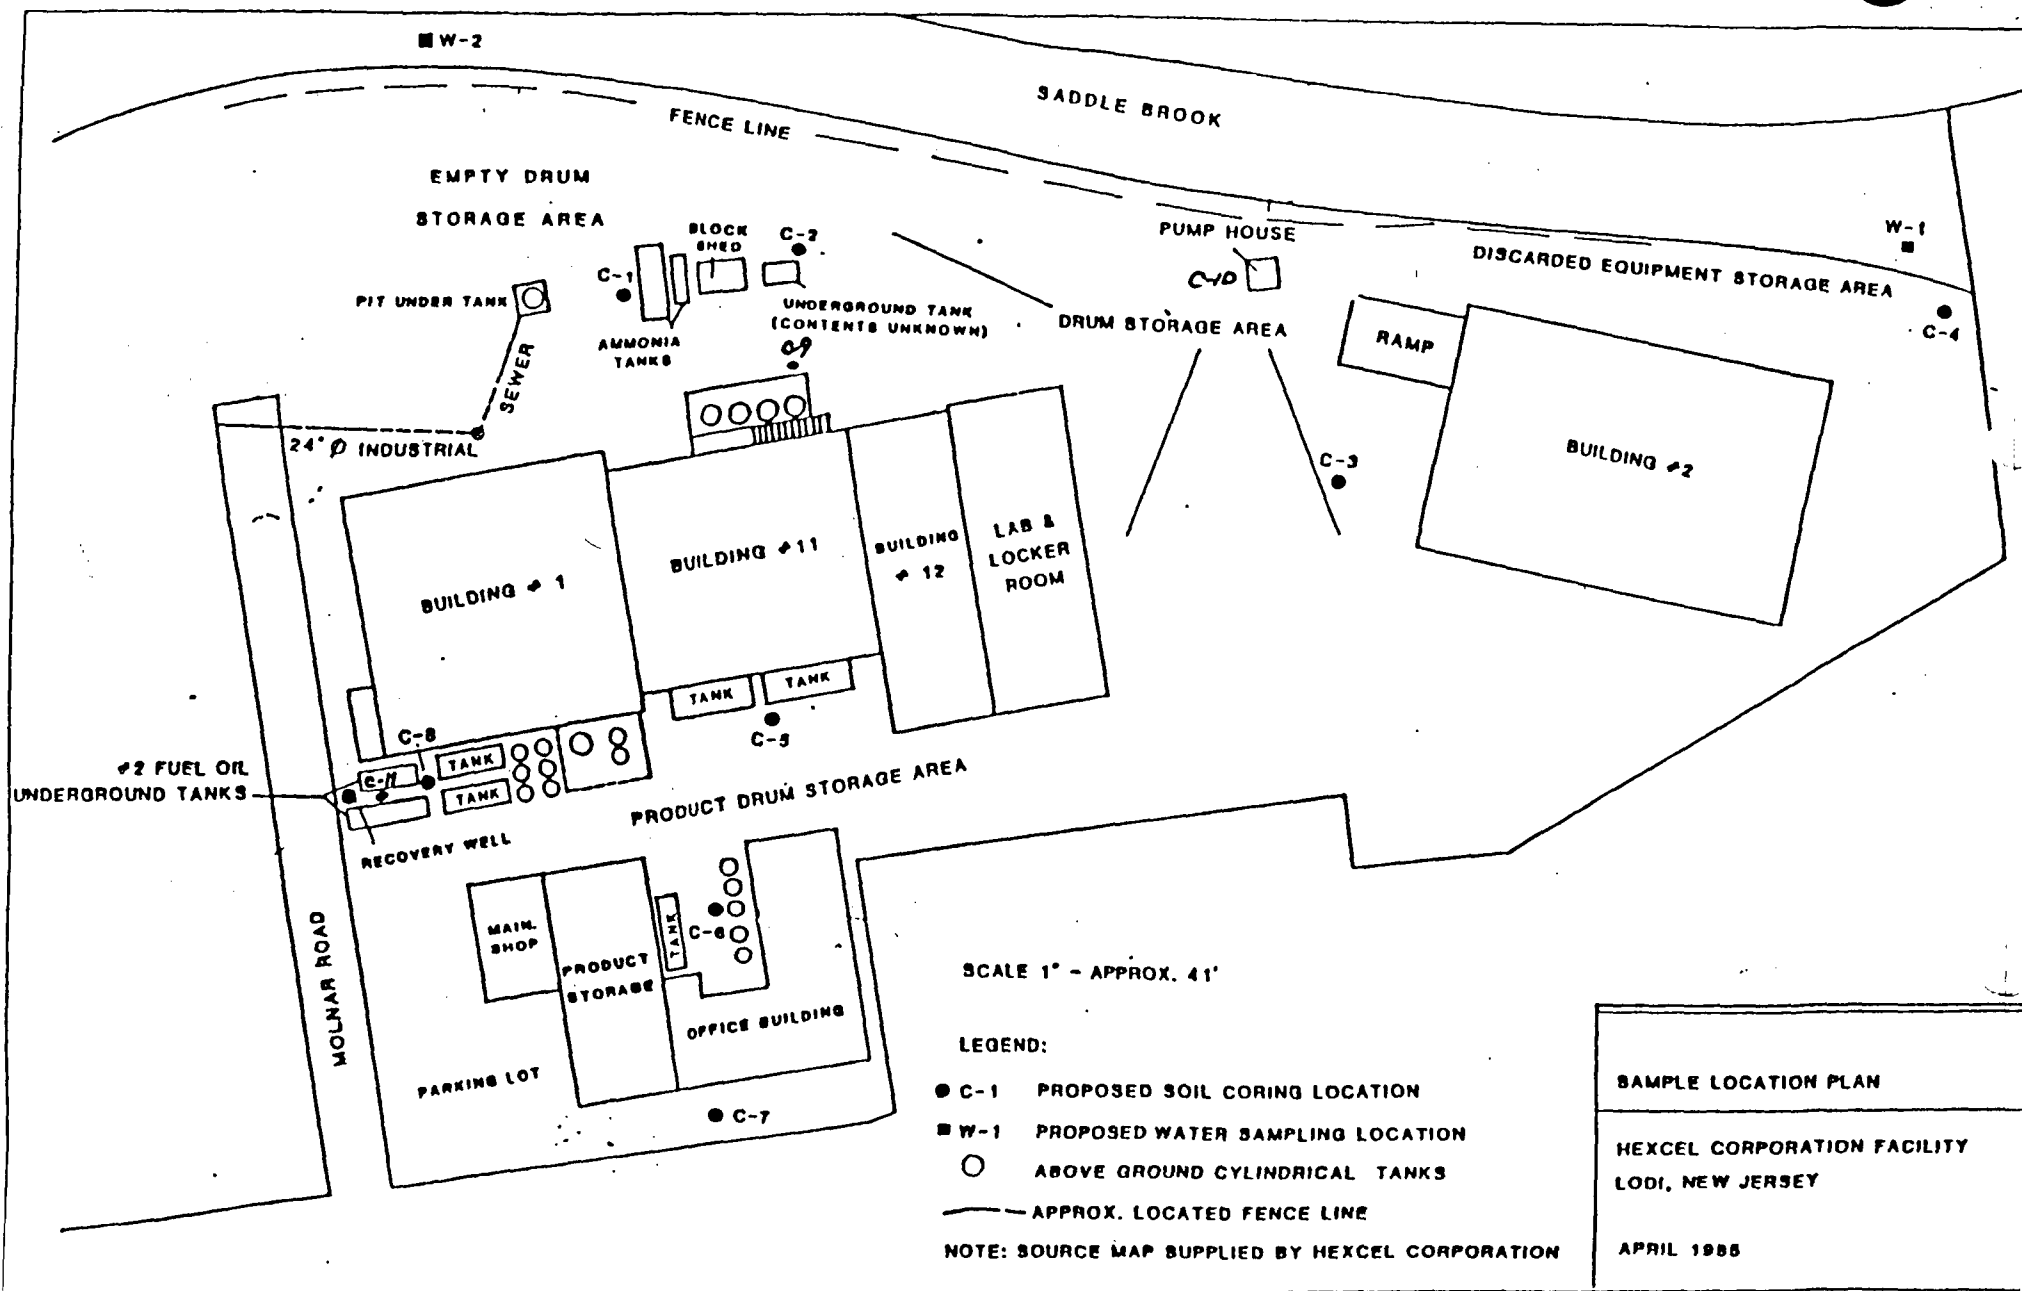 W-2
SADDLE BROOK
FENCE LINE
EMPTY DRUM
STORAGE AREA
BLOCK
SHED
C-2
PUMP HOUSE
W-1
DISCARDED EQUIPMENT STORAGE AREA
C-1
C-10
PIT UNDER TANK
UNDERGROUND TANK
(CONTENTS UNKNOWN)
DRUM STORAGE AREA
C-4
AMMONIA
TANKS
C9
RAMP
SEWER
24" Ø INDUSTRIAL
BUILDING #2
C-3
LAB &
LOCKER
ROOM
BUILDING
# 12
BUILDING #11
BUILDING # 1
TANK
TANK
C-5
C-8
#2 FUEL OIL
UNDERGROUND TANKS
C-11
TANK
TANK
PRODUCT DRUM STORAGE AREA
RECOVERY WELL
MAIN.
SHOP
PRODUCT
STORAGE
TANK
C-6
OFFICE BUILDING
MOLNAR ROAD
PARKING LOT
C-7
SCALE 1" - APPROX. 41'
LEGEND:
C-1 PROPOSED SOIL CORING LOCATION
W-1 PROPOSED WATER SAMPLING LOCATION
ABOVE GROUND CYLINDRICAL TANKS
APPROX. LOCATED FENCE LINE
NOTE: SOURCE MAP SUPPLIED BY HEXCEL CORPORATION
SAMPLE LOCATION PLAN
HEXCEL CORPORATION FACILITY
LODI, NEW JERSEY
APRIL 1985